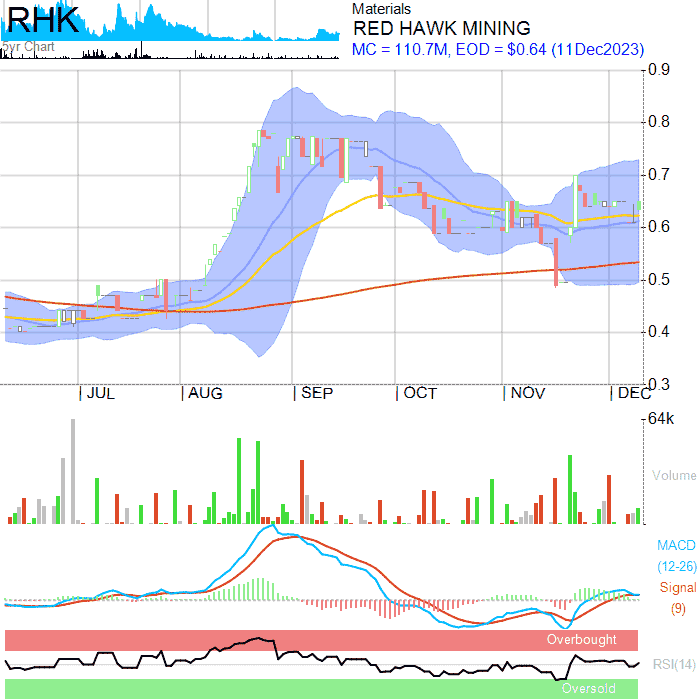 RHK
5yr Chart
Materials
RED HAWK MINING
MC = 110.7M, EOD = $0.64 (11Dec2023)
0.9
0.8
0.7
0.6
0.5
0.4
0.3
JUL
AUG
SEP
OCT
NOV
DEC
64k
Volume
MACD
(12-26)
Signal
(9)
Overbought
RSI(14)
Oversold